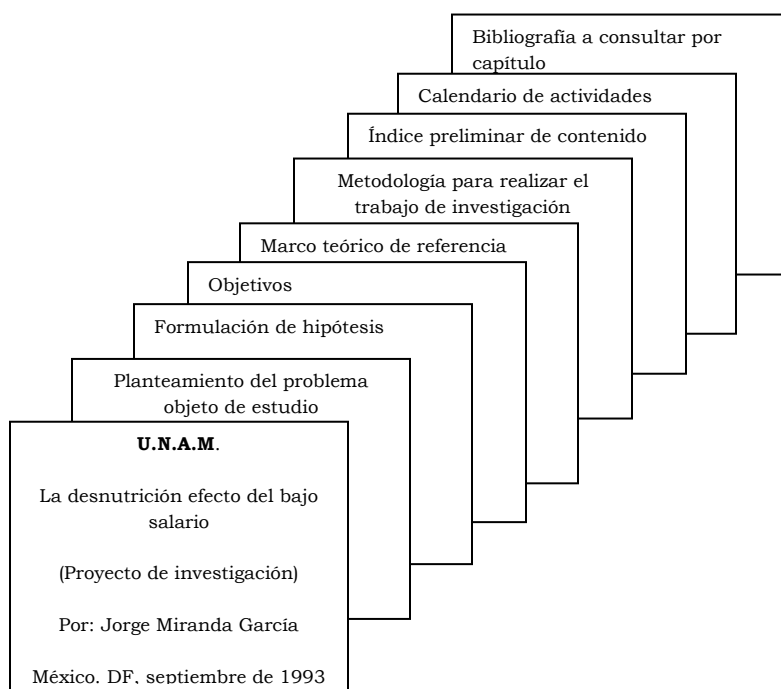 Bibliografía a consultar por
capítulo
Calendario de actividades
Índice preliminar de contenido
Metodología para realizar el
trabajo de investigación
Marco teórico de referencia
Objetivos
Formulación de hipótesis
Planteamiento del problema
objeto de estudio
U.N.A.M.
La desnutrición efecto del bajo
salario
(Proyecto de investigación)
Por: Jorge Miranda García
México. DF, septiembre de 1993